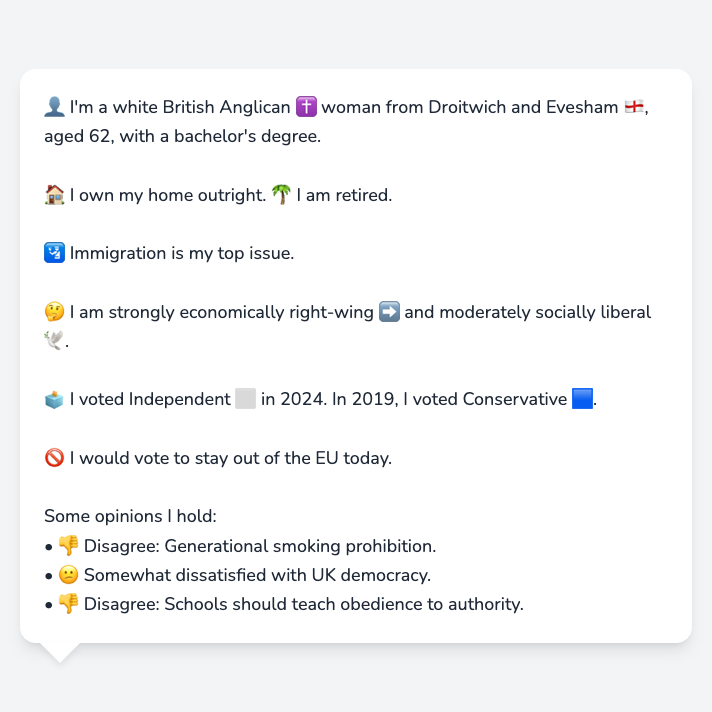 👤 I'm a white British Anglican ✝️ woman from Droitwich and Evesham 🏴󠁧󠁢󠁥󠁮󠁧󠁿,
aged 62, with a bachelor's degree.
🏠 I own my home outright. 🌴 I am retired.
🛂 Immigration is my top issue.
🤔 I am strongly economically right-wing ➡️ and moderately socially liberal
🕊️.
🗳️ I voted Independent ⬜ in 2024. In 2019, I voted Conservative 🟦.
🚫 I would vote to stay out of the EU today.
Some opinions I hold:
• 👎 Disagree: Generational smoking prohibition.
• 😕 Somewhat dissatisfied with UK democracy.
• 👎 Disagree: Schools should teach obedience to authority.